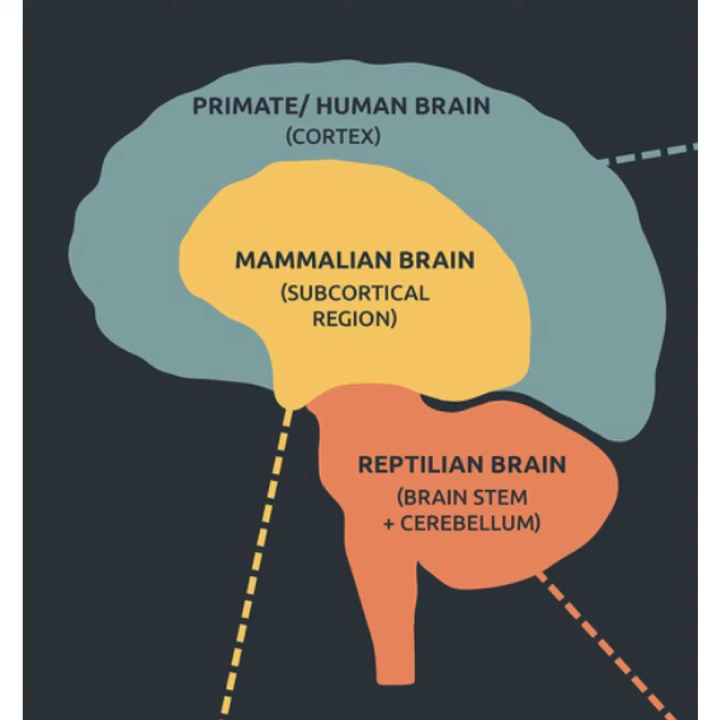 PRIMATE/ HUMAN BRAIN
(CORTEX)
MAMMALIAN BRAIN
(SUBCORTICAL
REGION)
REPTILIAN BRAIN
(BRAIN STEM
+ CEREBELLUM)